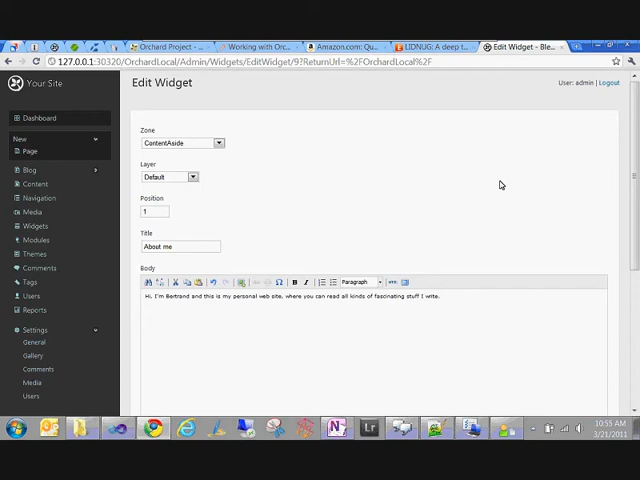 Orchard Project -
Working with Orc
Amazon.com: Qu
LIDNUG: A deep t
Edit Widget - Ble
127.0.0.1:30320/OrchardLocal/Admin/Widgets/EditWidget/9?ReturnUrl=%2FOrchardLocal%2F
Your Site
Edit Widget
User: admin | Logout
Dashboard
New
Page
Blog
Content
Navigation
Media
Widgets
Modules
Themes
Comments
Tags
Users
Reports
Settings
General
Gallery
Comments
Media
Users
Zone
ContentAside
Layer
Default
Position
1
Title
About me
Body
B I Paragraph HTML
Hi. I'm Bertrand and this is my personal web site, where you can read all kinds of fascinating stuff I write.
Lr
10:55 AM
3/21/2011